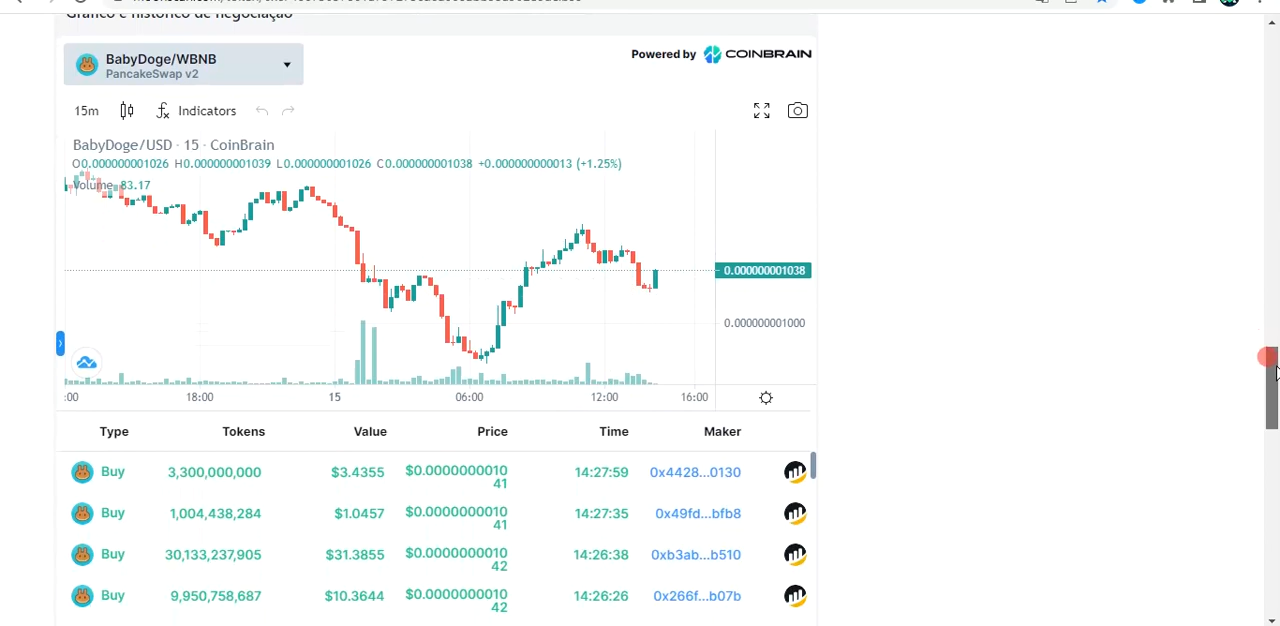 Gráfico e histórico de negociação
BabyDoge/WBNB
PancakeSwap v2
Powered by COINBRAIN
15m Indicators
BabyDoge/USD · 15 · CoinBrain
O0.000000001026 H0.000000001039 L0.000000001026 C0.000000001038 +0.000000000013 (+1.25%)
Volume 83.17
0.000000001038
0.000000001000
:00 18:00 15 06:00 12:00 16:00
Type Tokens Value Price Time Maker
Buy 3,300,000,000 $3.4355 $0.0000000010 14:27:59 0x4428...0130
41
Buy 1,004,438,284 $1.0457 $0.0000000010 14:27:35 0x49fd...bfb8
41
Buy 30,133,237,905 $31.3855 $0.0000000010 14:26:38 0xb3ab...b510
42
Buy 9,950,758,687 $10.3644 $0.0000000010 14:26:26 0x266f...b07b
42